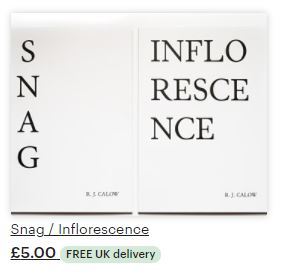 S
N
A
G
R. J. CALOW
INFLO
RESCE
NCE
R. J. CALOW
Snag / Inflorescence
£5.00 FREE UK delivery